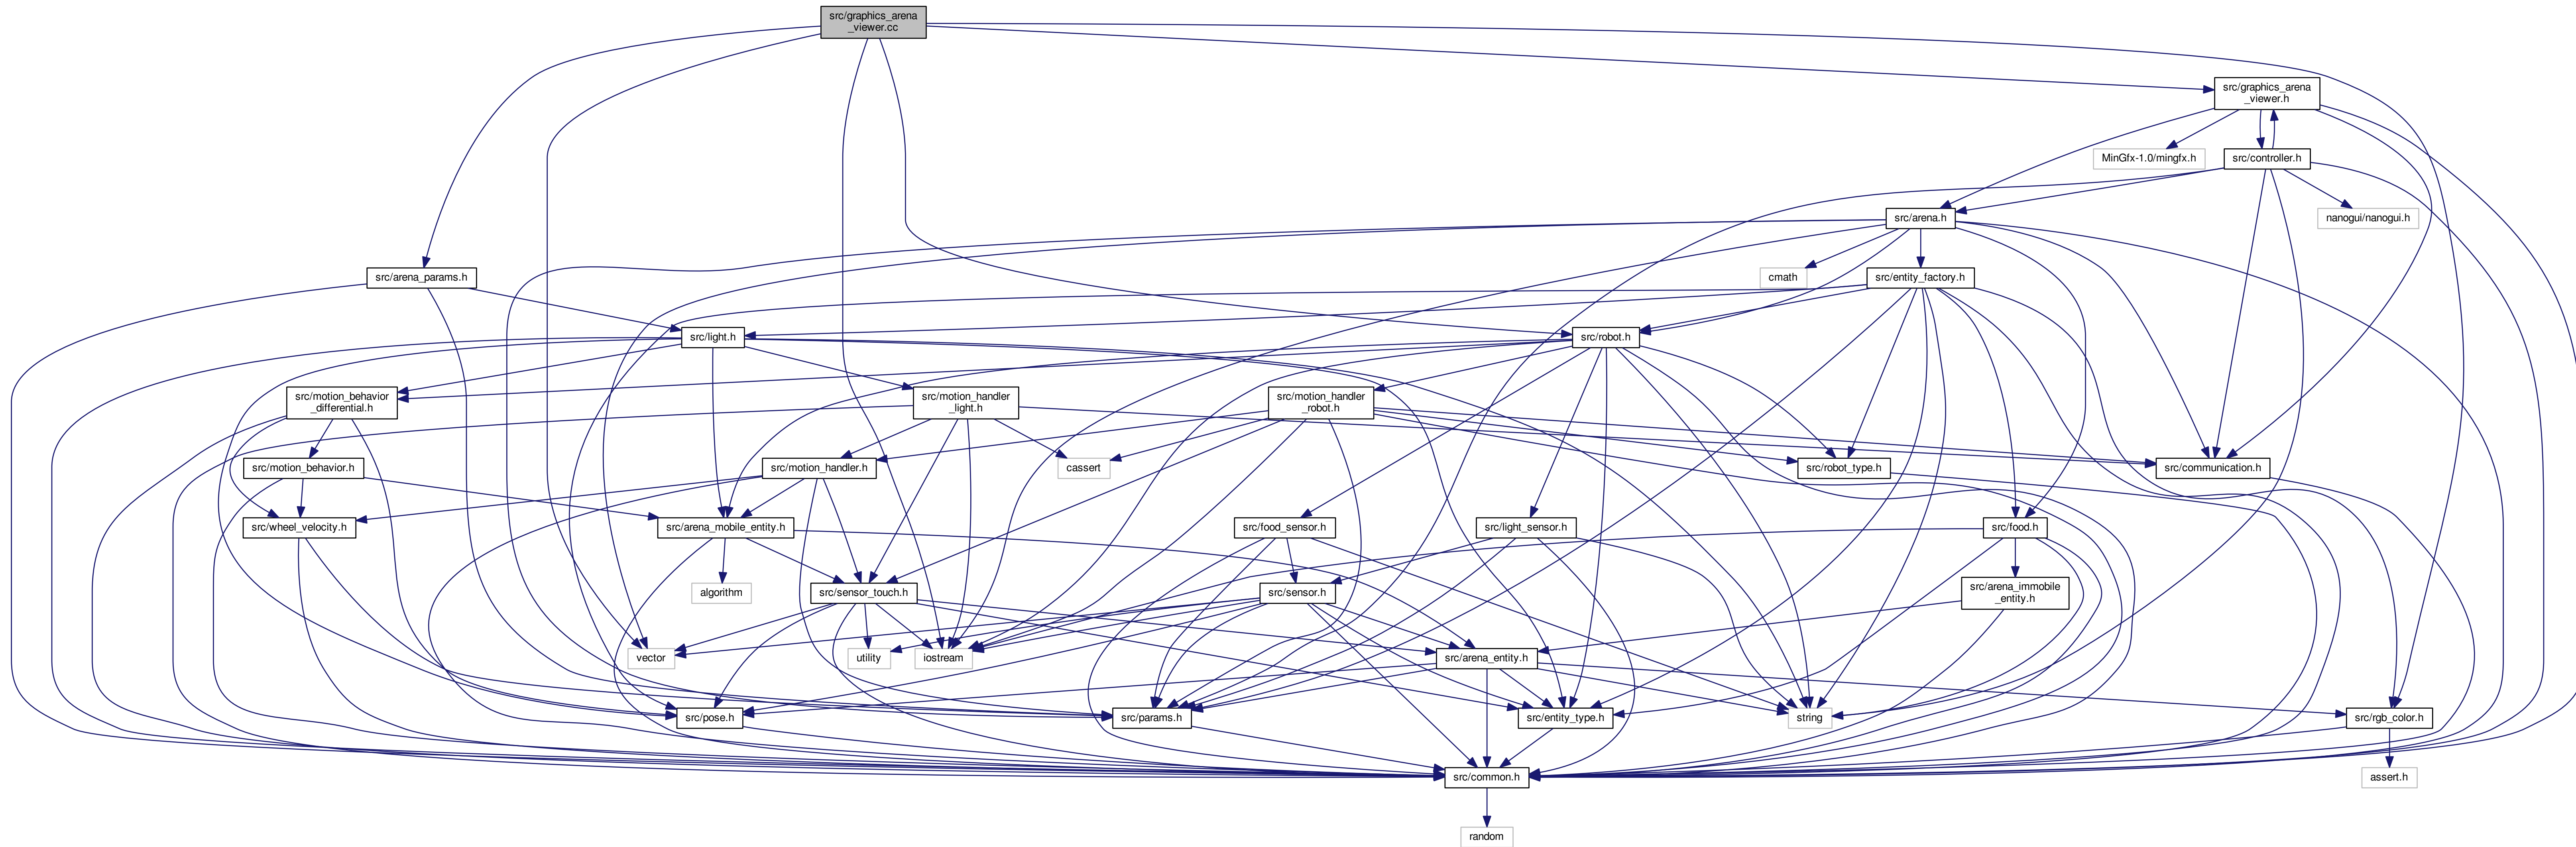 src/graphics_arena
_viewer.cc
src/graphics_arena
_viewer.h
MinGfx-1.0/mingfx.h
src/controller.h
src/arena.h
nanogui/nanogui.h
src/arena_params.h
cmath
src/entity_factory.h
src/light.h
src/robot.h
src/motion_behavior
_differential.h
src/motion_handler
_light.h
src/motion_handler
_robot.h
src/motion_behavior.h
src/motion_handler.h
cassert
src/robot_type.h
src/communication.h
src/wheel_velocity.h
src/arena_mobile_entity.h
src/food_sensor.h
src/light_sensor.h
src/food.h
algorithm
src/sensor_touch.h
src/sensor.h
src/arena_immobile
_entity.h
vector
utility
iostream
src/arena_entity.h
src/pose.h
src/params.h
src/entity_type.h
string
src/rgb_color.h
src/common.h
assert.h
random